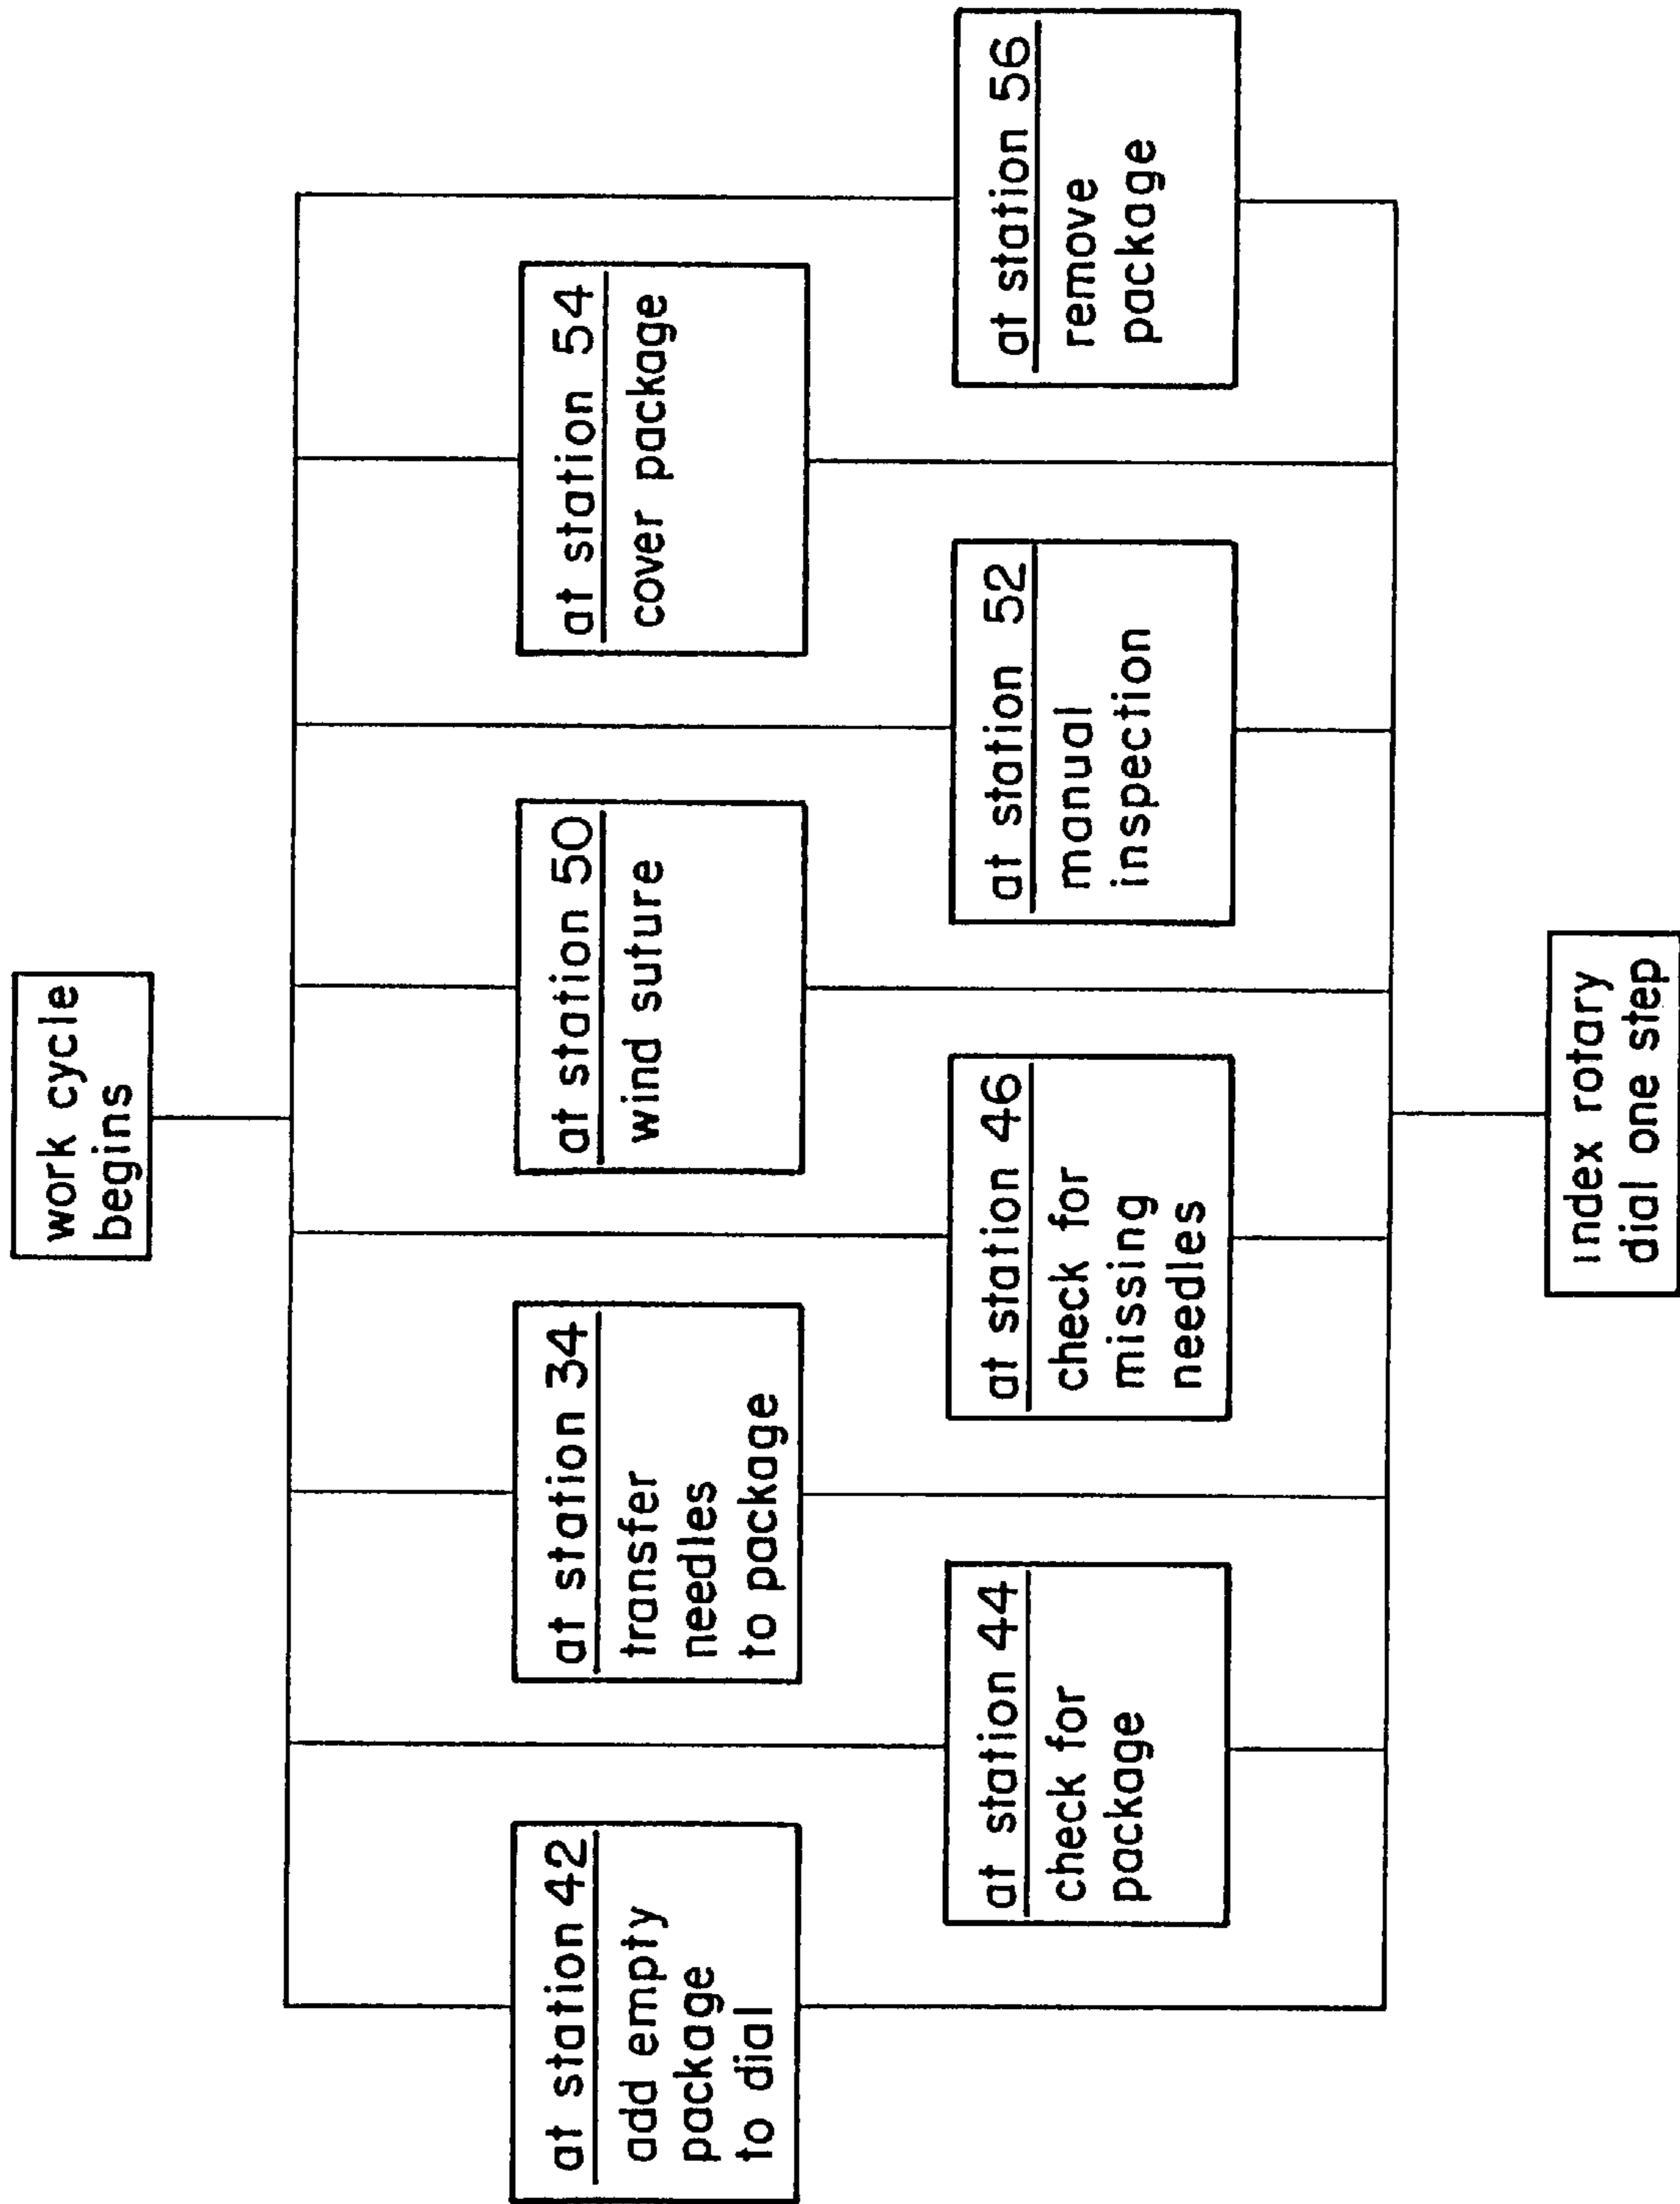 work cycle
begins
at station 42
add empty
package
to dial
at station 44
check for
package
at station 34
transfer
needles
to package
at station 46
check for
missing
needles
at station 50
wind suture
at station 52
manual
inspection
at station 54
cover package
at station 56
remove
package
index rotary
dial one step